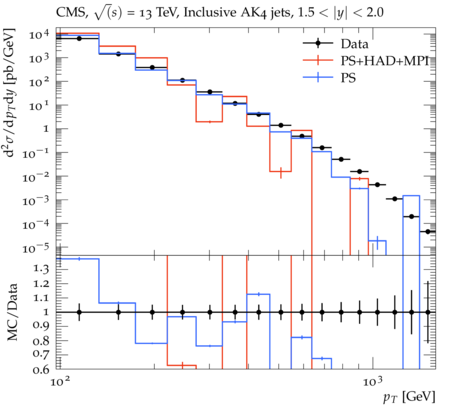 CMS, √(s) = 13 TeV, Inclusive AK4 jets, 1.5 < |y| < 2.0
Data
PS+HAD+MPI
PS
d²σ/dp_T dy [pb/GeV]
10⁴
10³
10²
10¹
1
10⁻¹
10⁻²
10⁻³
10⁻⁴
10⁻⁵
MC/Data
1.3
1.2
1.1
1
0.9
0.8
0.7
0.6
10²
10³
p_T [GeV]